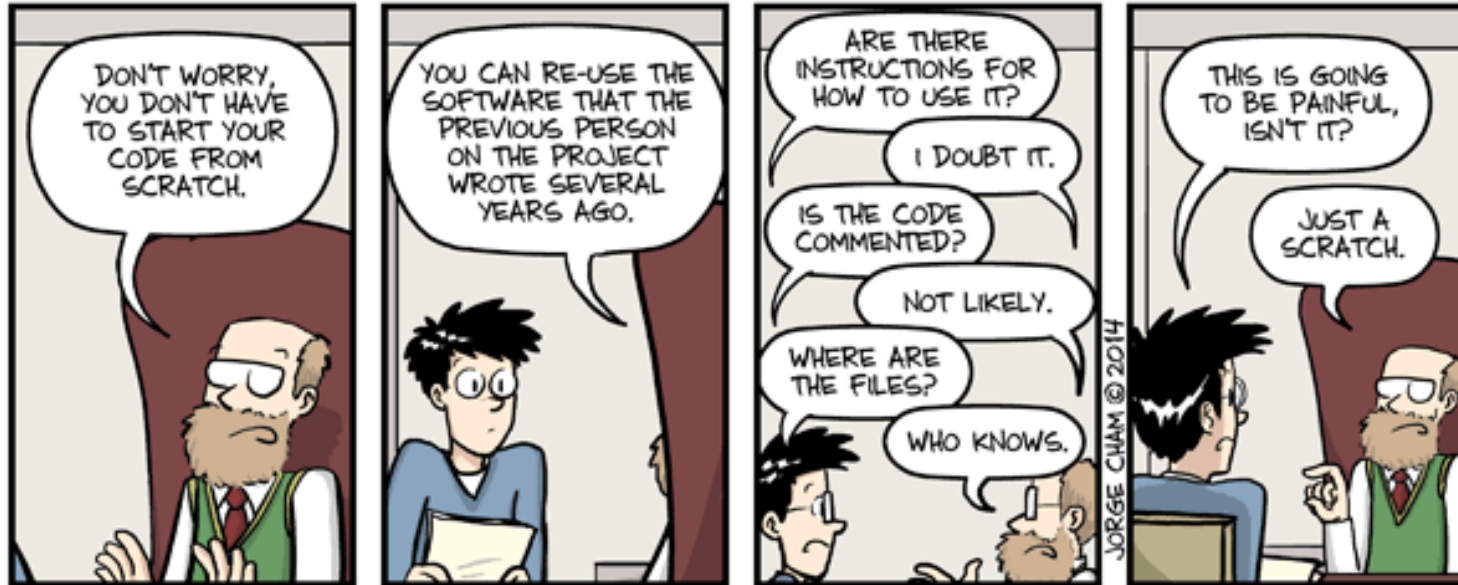 DON'T WORRY,
YOU DON'T HAVE
TO START YOUR
CODE FROM
SCRATCH.
YOU CAN RE-USE THE
SOFTWARE THAT THE
PREVIOUS PERSON
ON THE PROJECT
WROTE SEVERAL
YEARS AGO.
ARE THERE
INSTRUCTIONS FOR
HOW TO USE IT?
I DOUBT IT.
IS THE CODE
COMMENTED?
NOT LIKELY.
WHERE ARE
THE FILES?
WHO KNOWS.
JORGE CHAM © 2014
THIS IS GOING
TO BE PAINFUL,
ISN'T IT?
JUST A
SCRATCH.